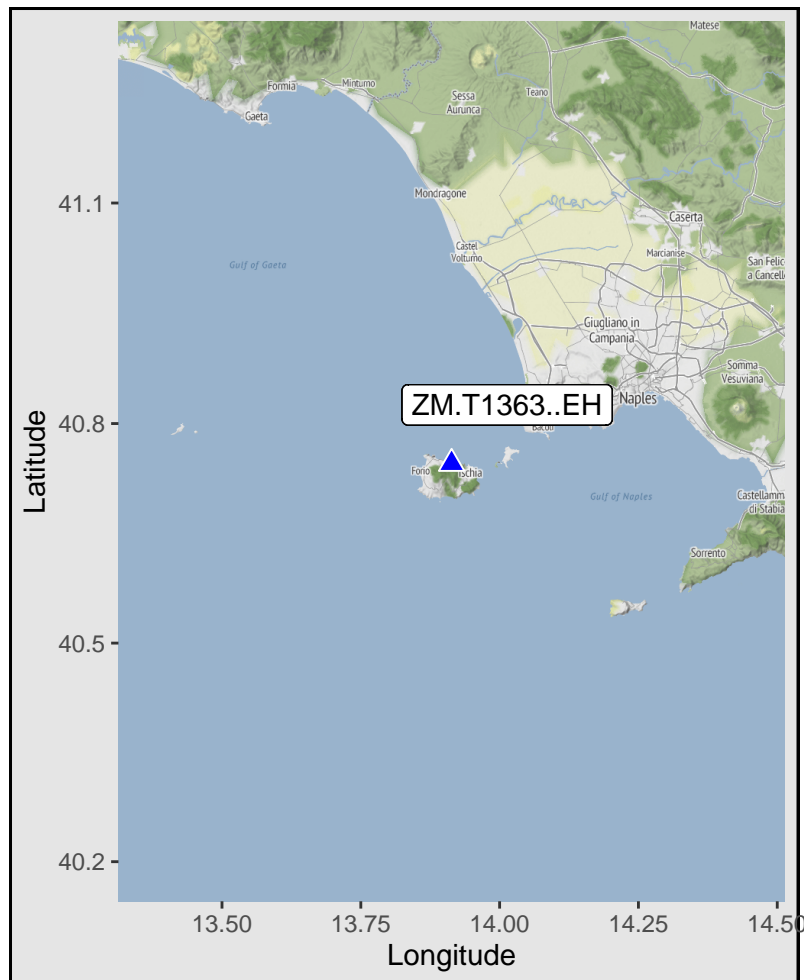 Matese
Formia
Minturno
Sessa
Aurunca
Teano
Gaeta
41.1
Mondragone
Caserta
Castel
Volturno
Marcianise
Gulf of Gaeta
San Felic
a Cancell
Giugliano in
Campania
Somma
Vesuviana
ZM.T1363..EH
Naples
40.8
Bacoli
Latitude
Forio
Ischia
Gulf of Naples
Castellamm
di Stabia
Sorrento
40.5
40.2
13.50
13.75
14.00
14.25
14.50
Longitude